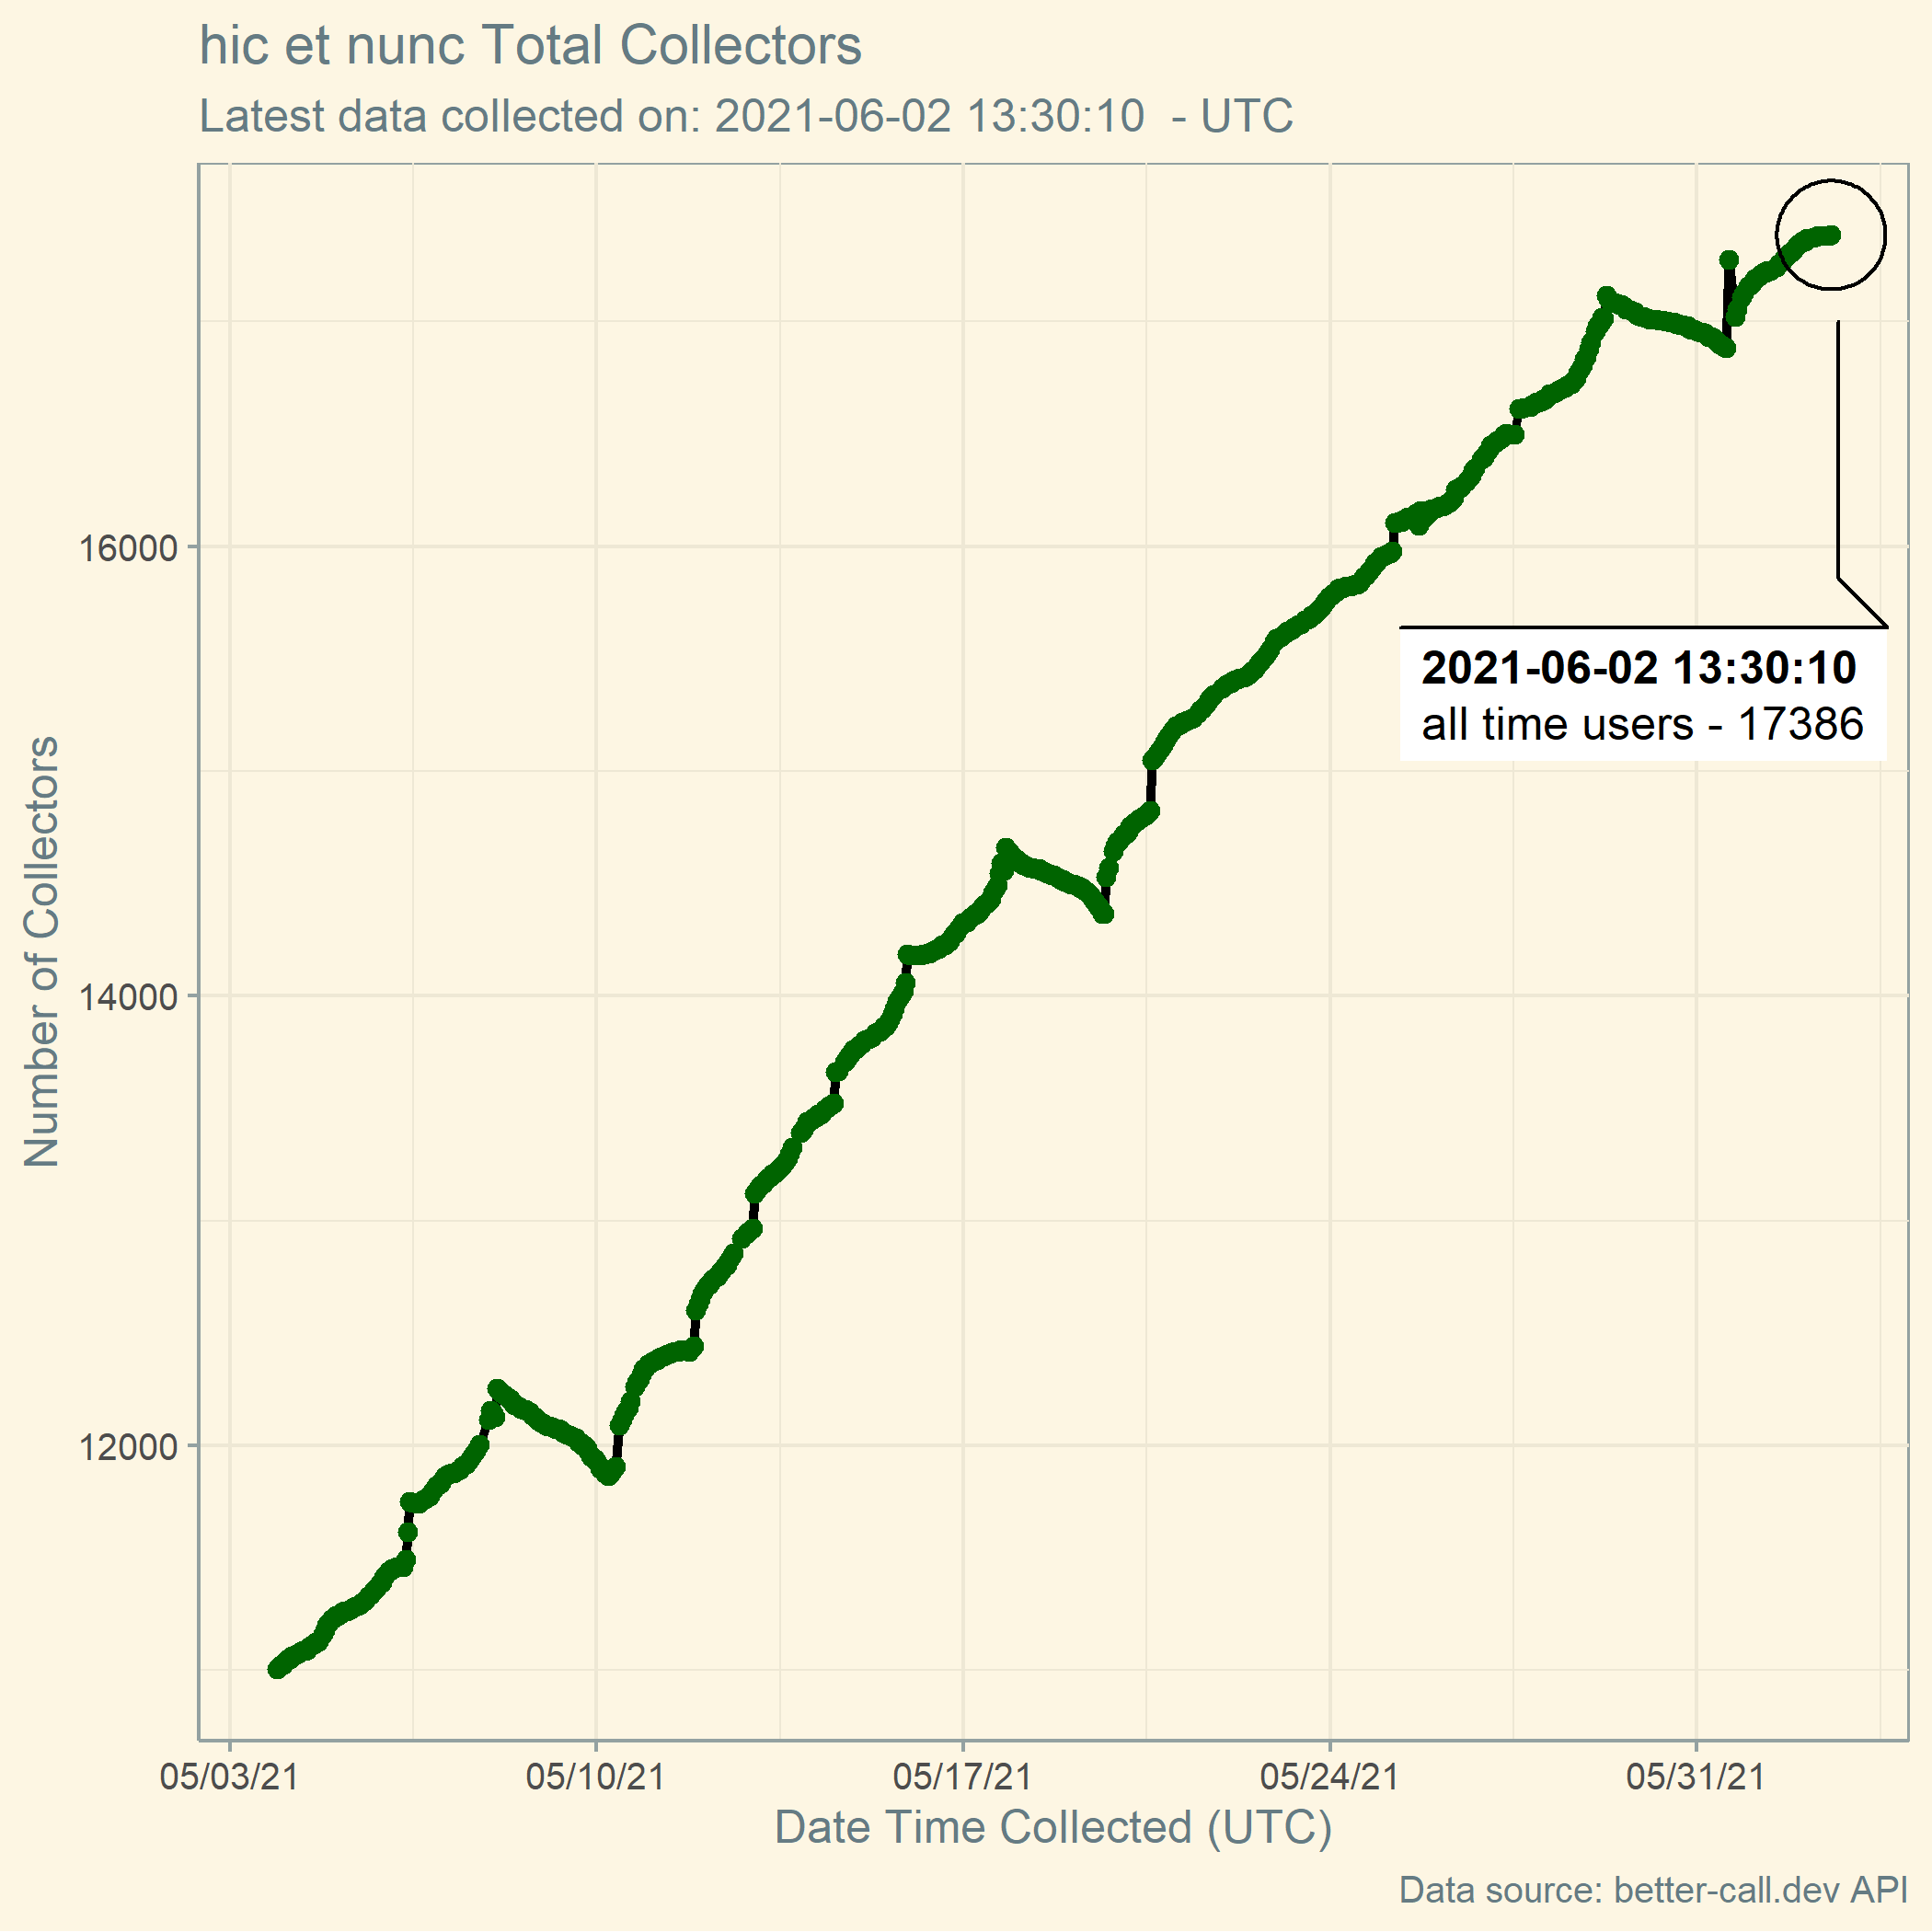 hic et nunc Total Collectors
Latest data collected on: 2021-06-02 13:30:10  - UTC
Number of Collectors
16000
14000
12000
2021-06-02 13:30:10
all time users - 17386
05/03/21 05/10/21 05/17/21 05/24/21 05/31/21
Date Time Collected (UTC)
Data source: better-call.dev API